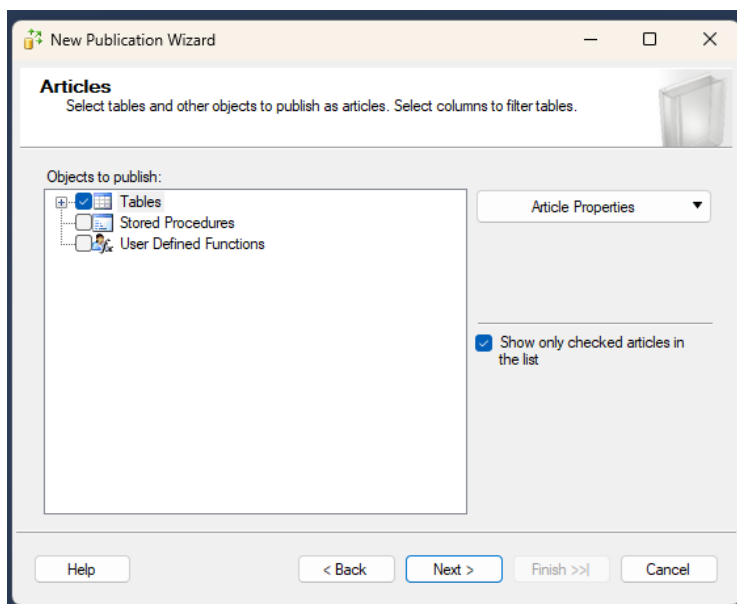 New Publication Wizard
Articles
Select tables and other objects to publish as articles. Select columns to filter tables.
Objects to publish:
Tables
Stored Procedures
User Defined Functions
Article Properties
Show only checked articles in
the list
Help
< Back
Next >
Finish >>|
Cancel